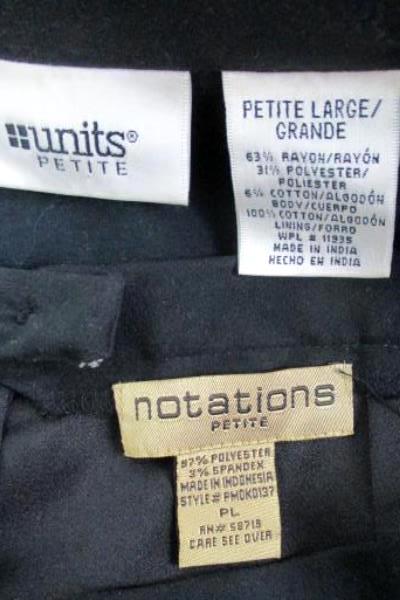 units®
PETITE
PETITE LARGE/
GRANDE
63% RAYON/RAYÓN
31% POLYESTER/
POLIESTER
6% COTTON/ALGODÓN
BODY/CUERPO
100% COTTON/ALGODÓN
LINING/FORRO
WPL # 11935
MADE IN INDIA
HECHO EN INDIA
notations
PETITE
97% POLYESTER
3% SPANDEX
MADE IN INDONESIA
STYLE# PMDK0137
PL
RN# 58719
CARE SEE OVER